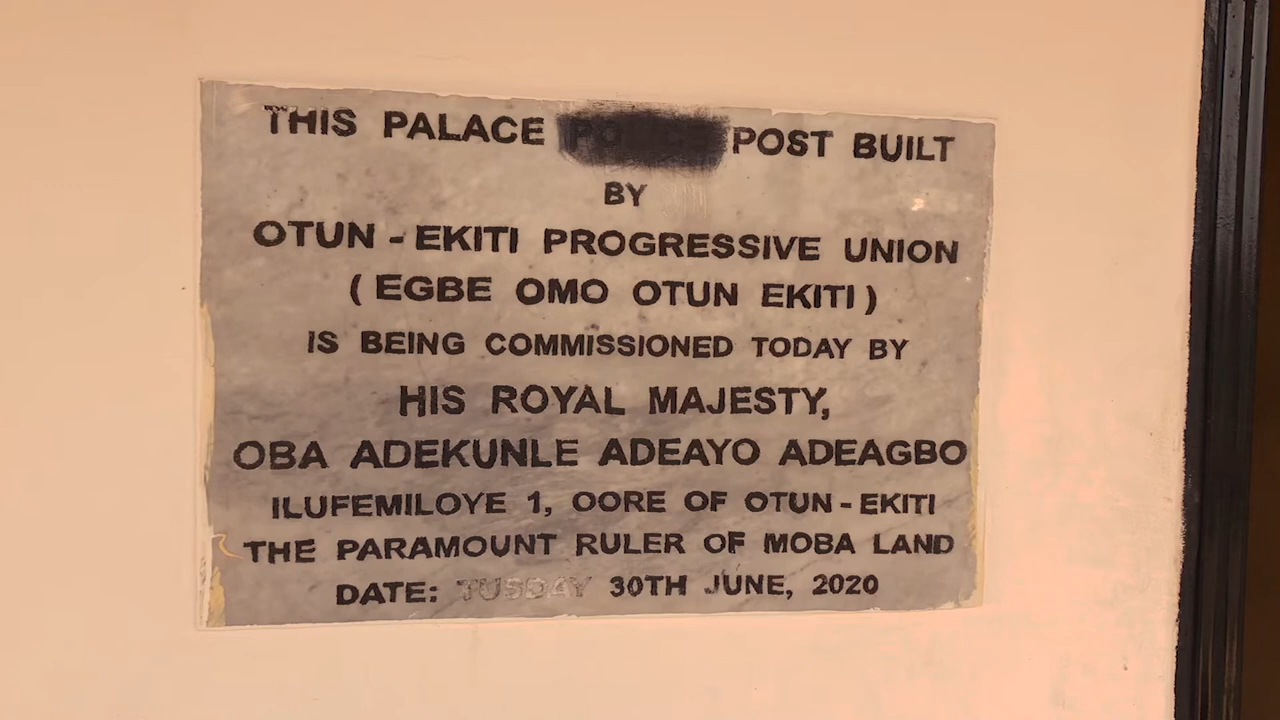 THIS PALACE POLICE POST BUILT
BY
OTUN - EKITI PROGRESSIVE UNION
( EGBE OMO OTUN EKITI )
IS BEING COMMISSIONED TODAY BY
HIS ROYAL MAJESTY,
OBA ADEKUNLE ADEAYO ADEAGBO
ILUFEMILOYE 1, OORE OF OTUN - EKITI
THE PARAMOUNT RULER OF MOBA LAND
DATE: TUSDAY 30TH JUNE, 2020